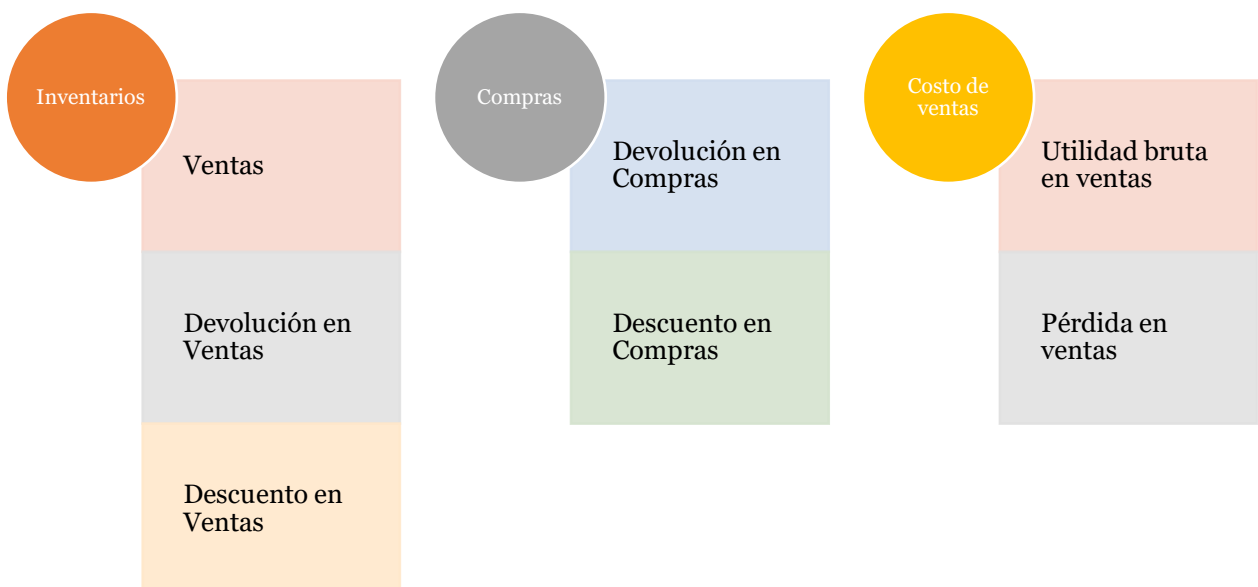 Inventarios
Ventas
Devolución en
Ventas
Descuento en
Ventas
Compras
Devolución en
Compras
Descuento en
Compras
Costo de
ventas
Utilidad bruta
en ventas
Pérdida en
ventas